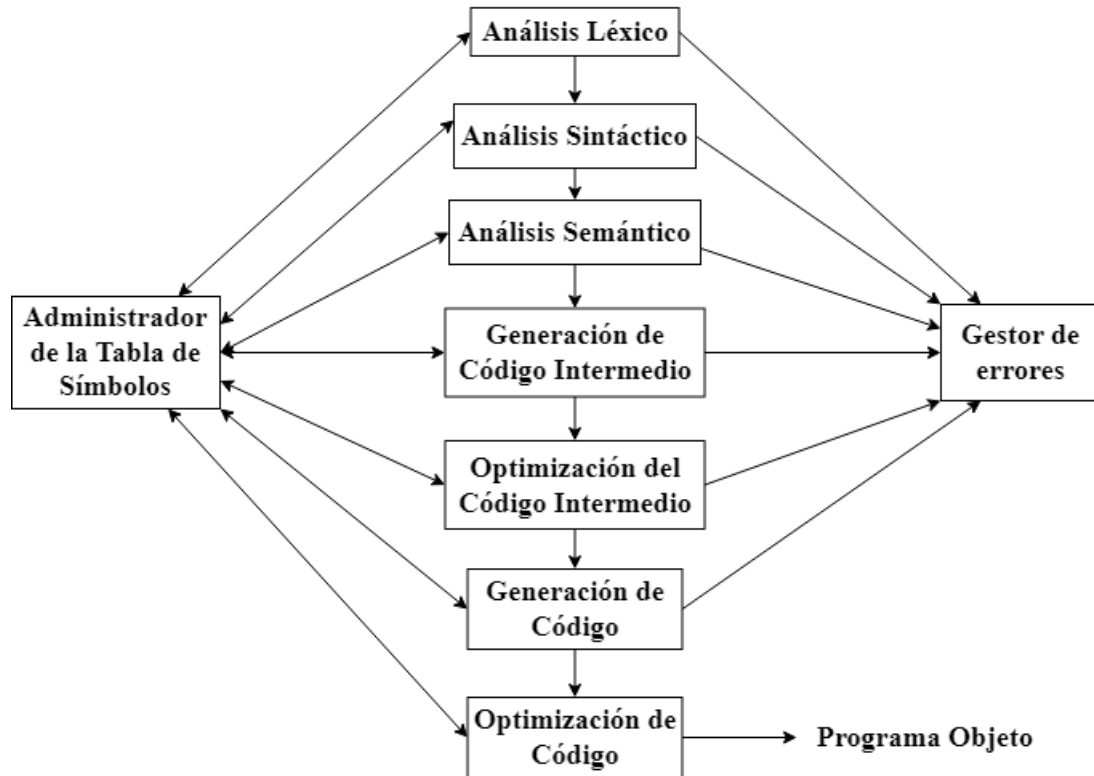 Análisis Léxico
Análisis Sintáctico
Análisis Semántico
Administrador
de la Tabla de
Símbolos
Generación de
Código Intermedio
Gestor de
errores
Optimización del
Código Intermedio
Generación de
Código
Optimización de
Código
Programa Objeto